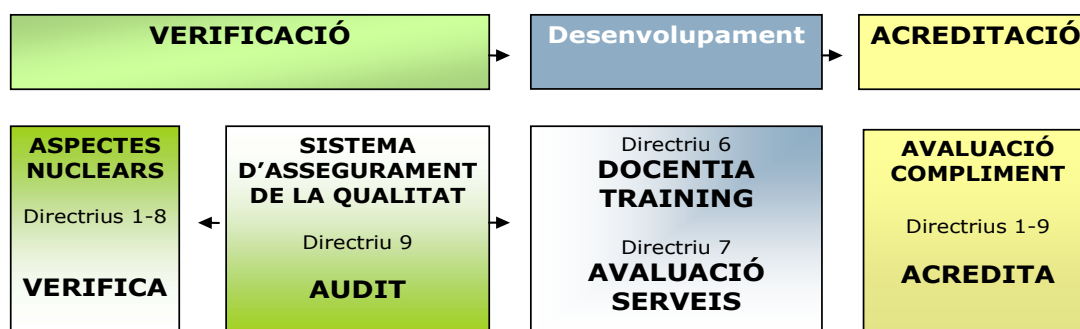 VERIFICACIÓ
Desenvolupament
ACREDITACIÓ
ASPECTES
NUCLEARS
Directrius 1-8
VERIFICA
SISTEMA
D'ASSEGURAMENT
DE LA QUALITAT
Directriu 9
AUDIT
Directriu 6
DOCENTIA
TRAINING
Directriu 7
AVALUACIÓ
SERVEIS
AVALUACIÓ
COMPLIMENT
Directrius 1-9
ACREDITA